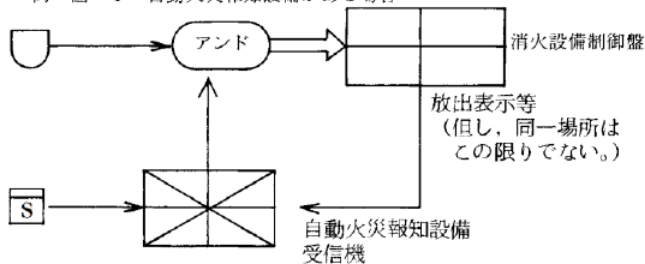 アンド
消火設備制御盤
放出表示等
(但し,同一場所は
この限りでない。)
S
自動火災報知設備
受信機